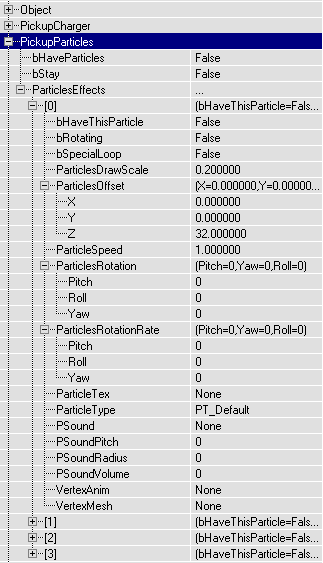 Object
PickupCharger
PickupParticles
bHaveParticles False
bStay False
ParticlesEffects ...
[0] (bHaveThisParticle=Fals...
bHaveThisParticle False
bRotating False
bSpecialLoop False
ParticlesDrawScale 0.200000
ParticlesOffset (X=0.000000,Y=0.00000...
X 0.000000
Y 0.000000
Z 32.000000
ParticleSpeed 1.000000
ParticlesRotation (Pitch=0,Yaw=0,Roll=0)
Pitch 0
Roll 0
Yaw 0
ParticlesRotationRate (Pitch=0,Yaw=0,Roll=0)
Pitch 0
Roll 0
Yaw 0
ParticleTex None
ParticleType PT_Default
PSound None
PSoundPitch 0
PSoundRadius 0
PSoundVolume 0
VertexAnim None
VertexMesh None
[1] (bHaveThisParticle=Fals...
[2] (bHaveThisParticle=Fals...
[3] (bHaveThisParticle=Fals...